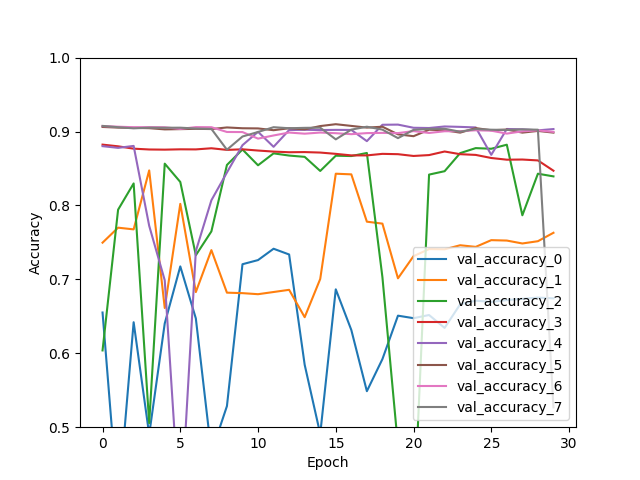 1.0
0.9
0.8
0.7
0.6
0.5
Accuracy
0 5 10 15 20 25 30
Epoch
val_accuracy_0
val_accuracy_1
val_accuracy_2
val_accuracy_3
val_accuracy_4
val_accuracy_5
val_accuracy_6
val_accuracy_7